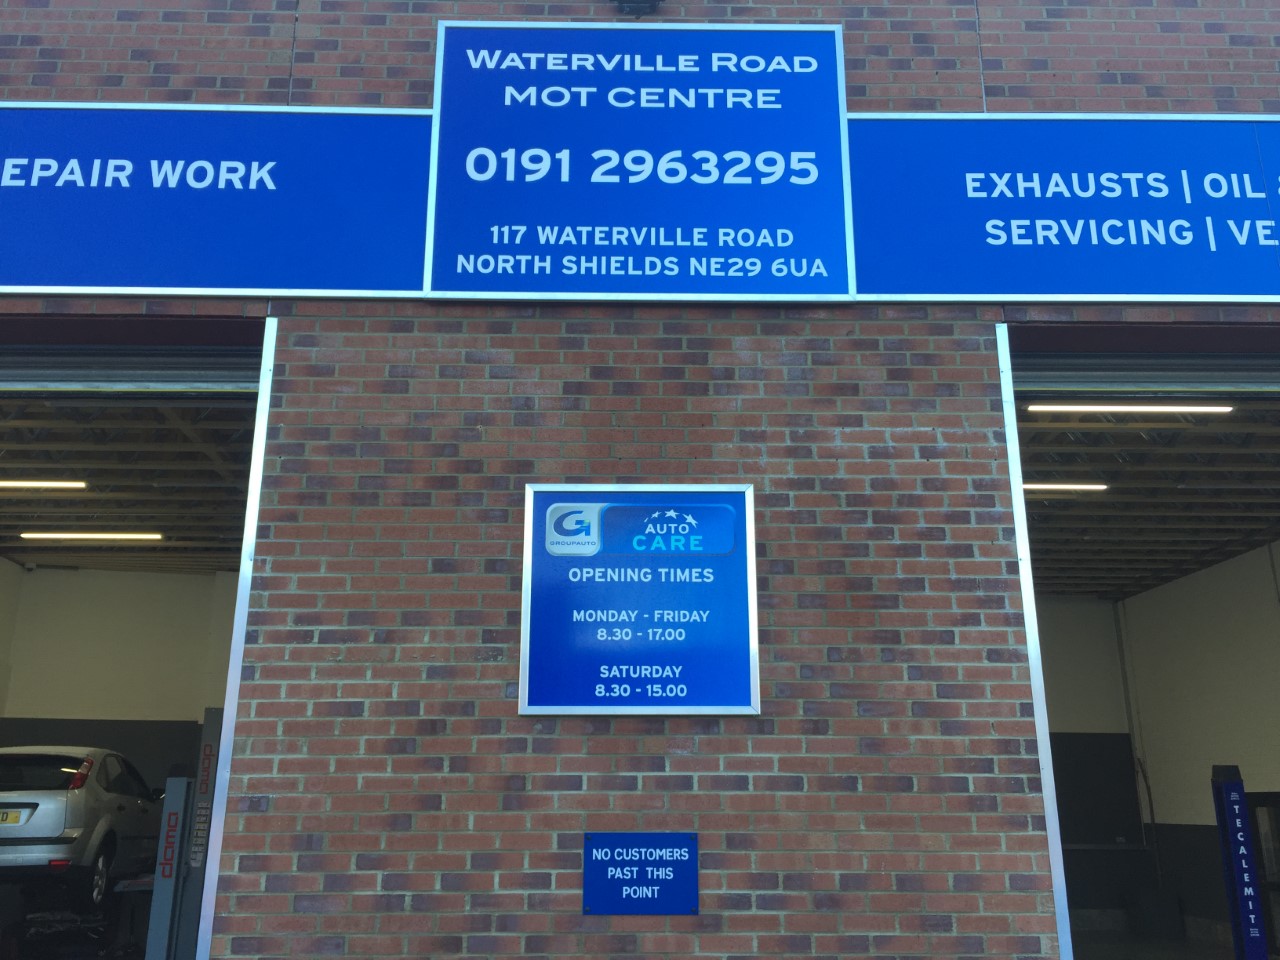 WATERVILLE ROAD
MOT CENTRE
0191 2963295
117 WATERVILLE ROAD
NORTH SHIELDS NE29 6UA
EPAIR WORK
EXHAUSTS | OIL &
SERVICING | VE
G1
GROUPAUTO
AUTO
CARE
OPENING TIMES
MONDAY - FRIDAY
8.30 - 17.00
SATURDAY
8.30 - 15.00
NO CUSTOMERS
PAST THIS
POINT
dama
TECALEMIT